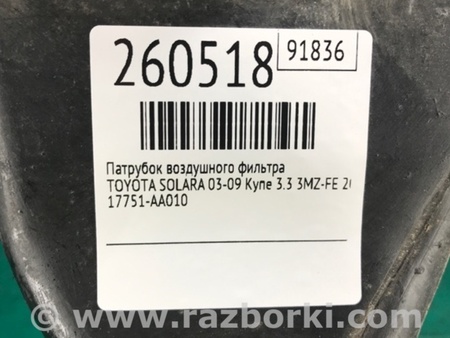 260518 91836
Патрубок воздушного фильтра
TOYOTA SOLARA 03-09 Купе 3.3 3MZ-FE
17751-AA010
www.razborki.com